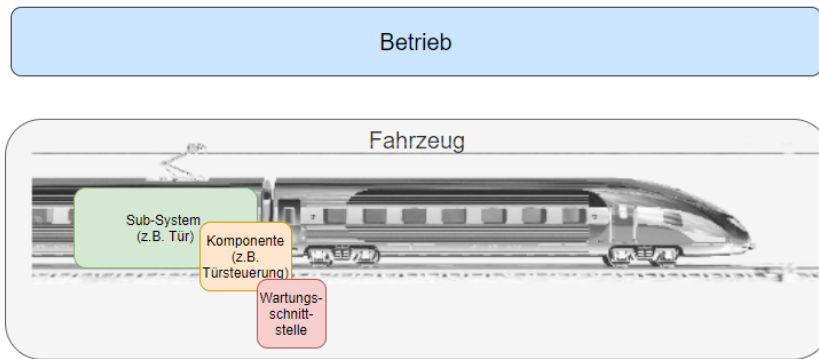 Betrieb
Fahrzeug
Sub-System
(z.B. Tür)
Komponente
(z.B.
Türsteuerung)
Wartungs-
schnitt-
stelle